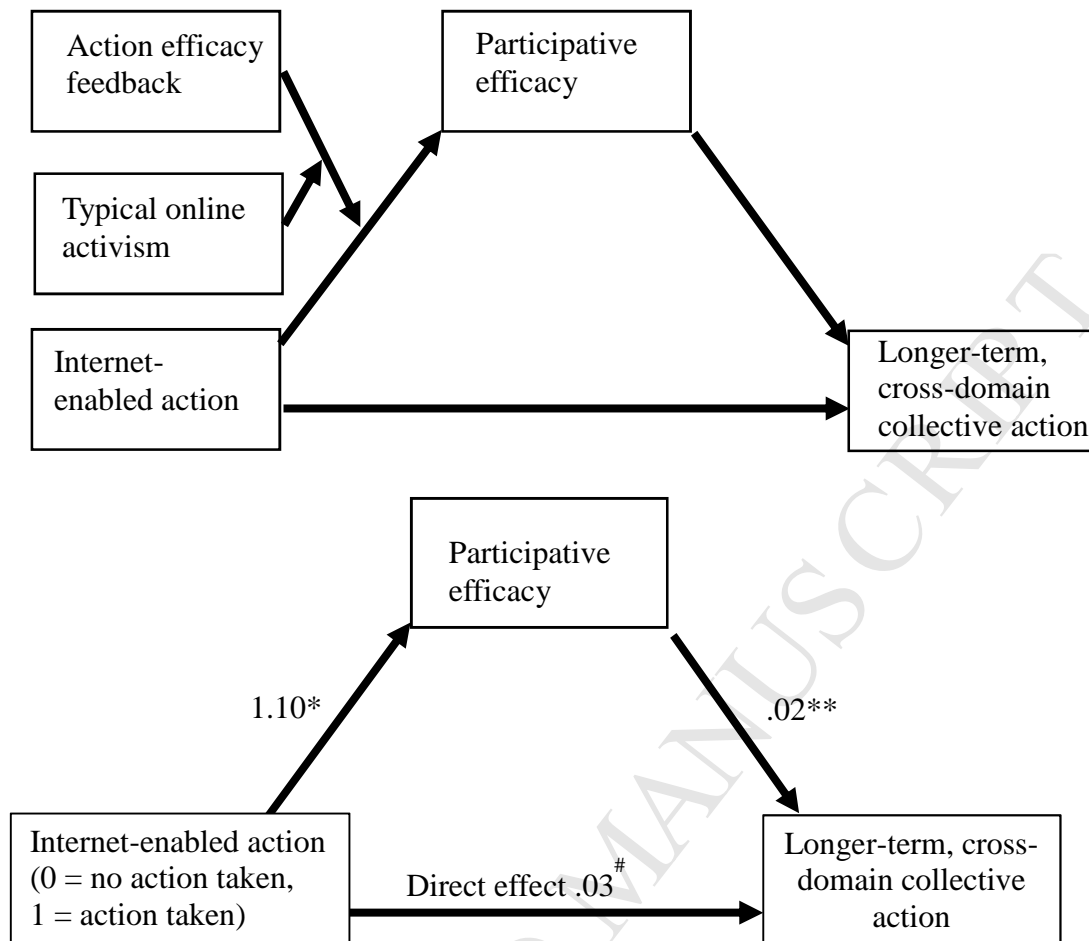 Action efficacy
feedback
Participative
efficacy
Typical online
activism
Internet-
enabled action
Longer-term,
cross-domain
collective action
Participative
efficacy
1.10*
.02**
Internet-enabled action
(0 = no action taken,
1 = action taken)
Direct effect .03#
Longer-term, cross-
domain collective
action
MANUSCRIPT